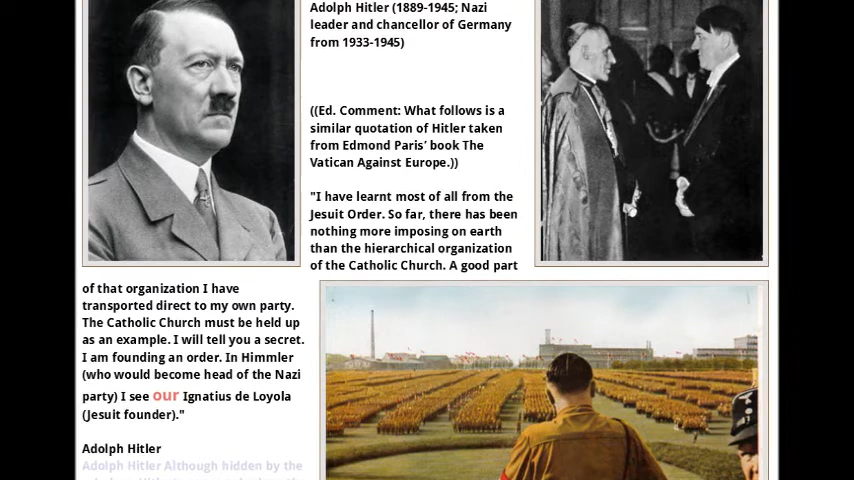 Adolph Hitler (1889-1945; Nazi
leader and chancellor of Germany
from 1933-1945)
((Ed. Comment: What follows is a
similar quotation of Hitler taken
from Edmond Paris’ book The
Vatican Against Europe.))
"I have learnt most of all from the
Jesuit Order. So far, there has been
nothing more imposing on earth
than the hierarchical organization
of the Catholic Church. A good part
of that organization I have
transported direct to my own party.
The Catholic Church must be held up
as an example. I will tell you a secret.
I am founding an order. In Himmler
(who would become head of the Nazi
party) I see our Ignatius de Loyola
(Jesuit founder)."
Adolph Hitler
Adolph Hitler Although hidden by the